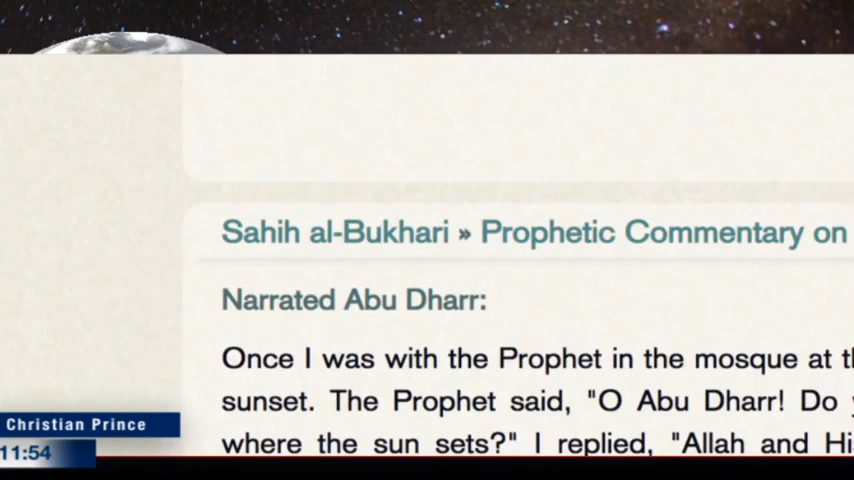 Sahih al-Bukhari » Prophetic Commentary on
Narrated Abu Dharr:
Once I was with the Prophet in the mosque at
sunset. The Prophet said, "O Abu Dharr! Do
where the sun sets?" I replied, "Allah and
Christian Prince
11:54